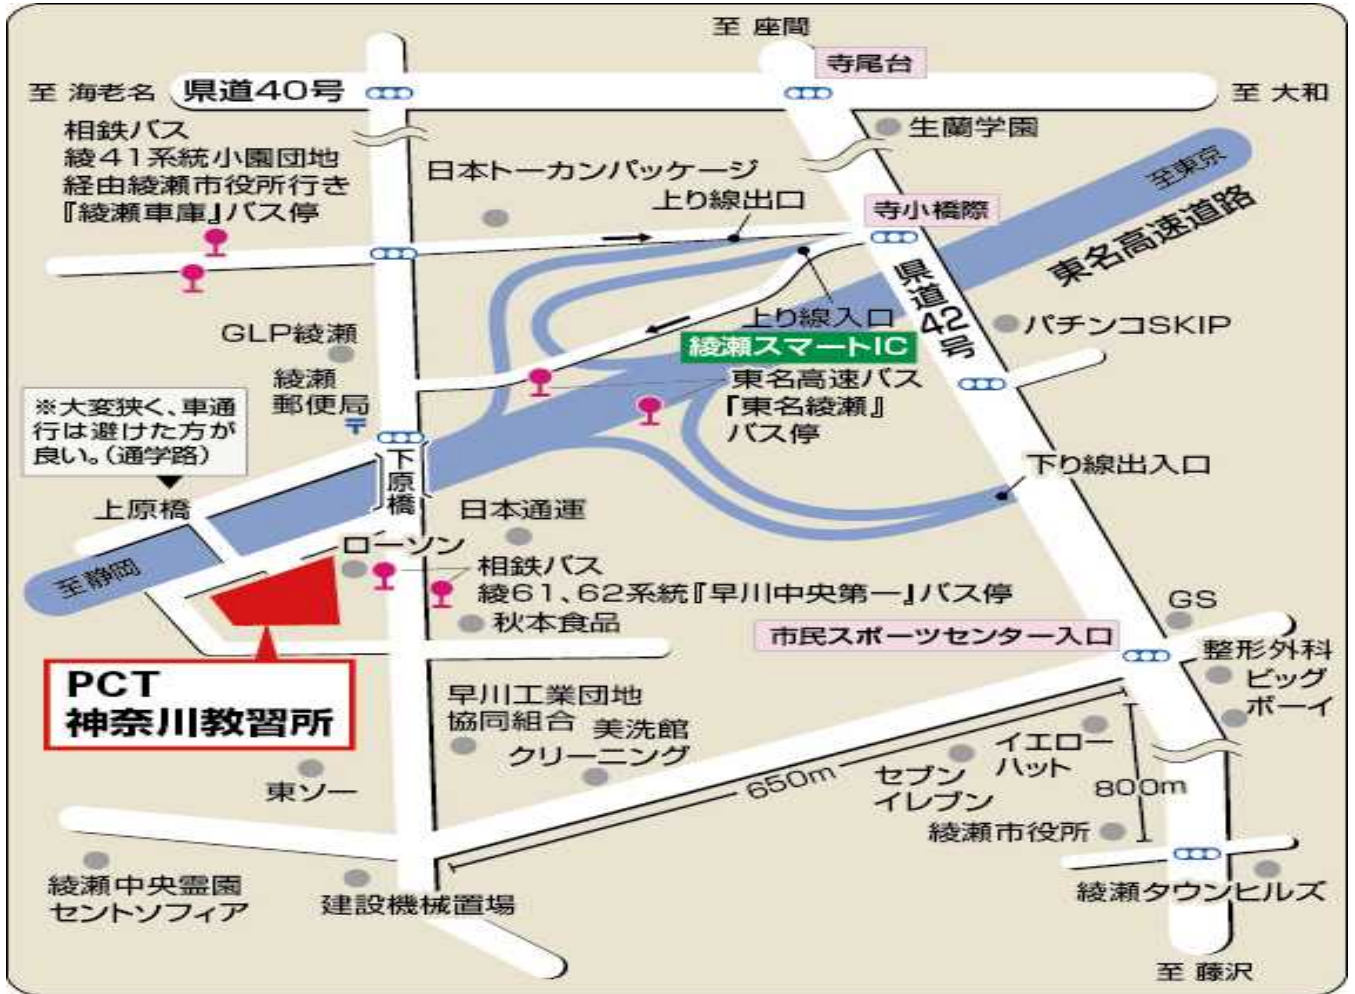 至 座間
寺尾台
至 海老名
県道40号
至 大和
相鉄バス
綾41系統小園団地
経由綾瀬市役所行き
『綾瀬車庫』バス停
生蘭学園
日本トーカンパッケージ
至東京
上り線出口
寺小橋際
東名高速道路
県道42号
GLP綾瀬
上り線入口
パチンコSKIP
綾瀬スマートIC
綾瀬
郵便局
東名高速バス
『東名綾瀬』
バス停
※大変狭く、車通
行は避けた方が
良い。(通学路)
下原橋
下り線出入口
上原橋
日本通運
ローソン
至静岡
相鉄バス
綾61、62系統『早川中央第一』バス停
GS
秋本食品
市民スポーツセンター入口
整形外科
PCT
神奈川教習所
ビッグ
ボーイ
早川工業団地
協同組合
美洗館
クリーニング
イエロー
ハット
650m
セブン
イレブン
800m
東ソー
綾瀬市役所
綾瀬中央霊園
セントソフィア
建設機械置場
綾瀬タウンヒルズ
至 藤沢